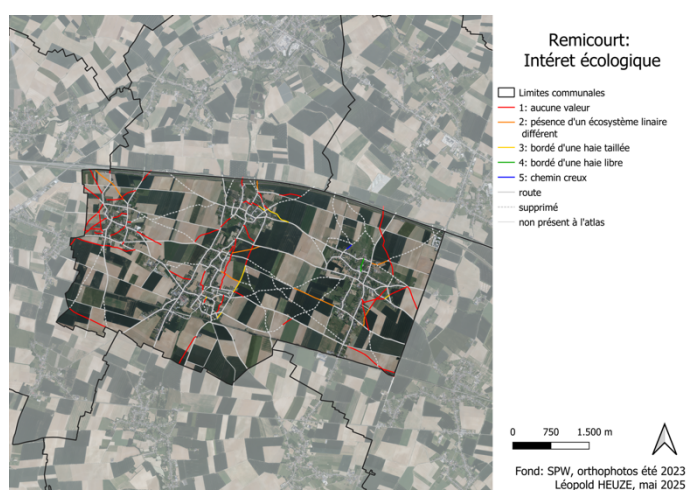 Remicourt:
Intéret écologique
Limites communales
1: aucune valeur
2: pésence d'un écosystème linaire
différent
3: bordé d'une haie taillée
4: bordé d'une haie libre
5: chemin creux
route
supprimé
non présent à l'atlas
0 750 1.500 m
Fond: SPW, orthophotos été 2023
Léopold HEUZE, mai 2025